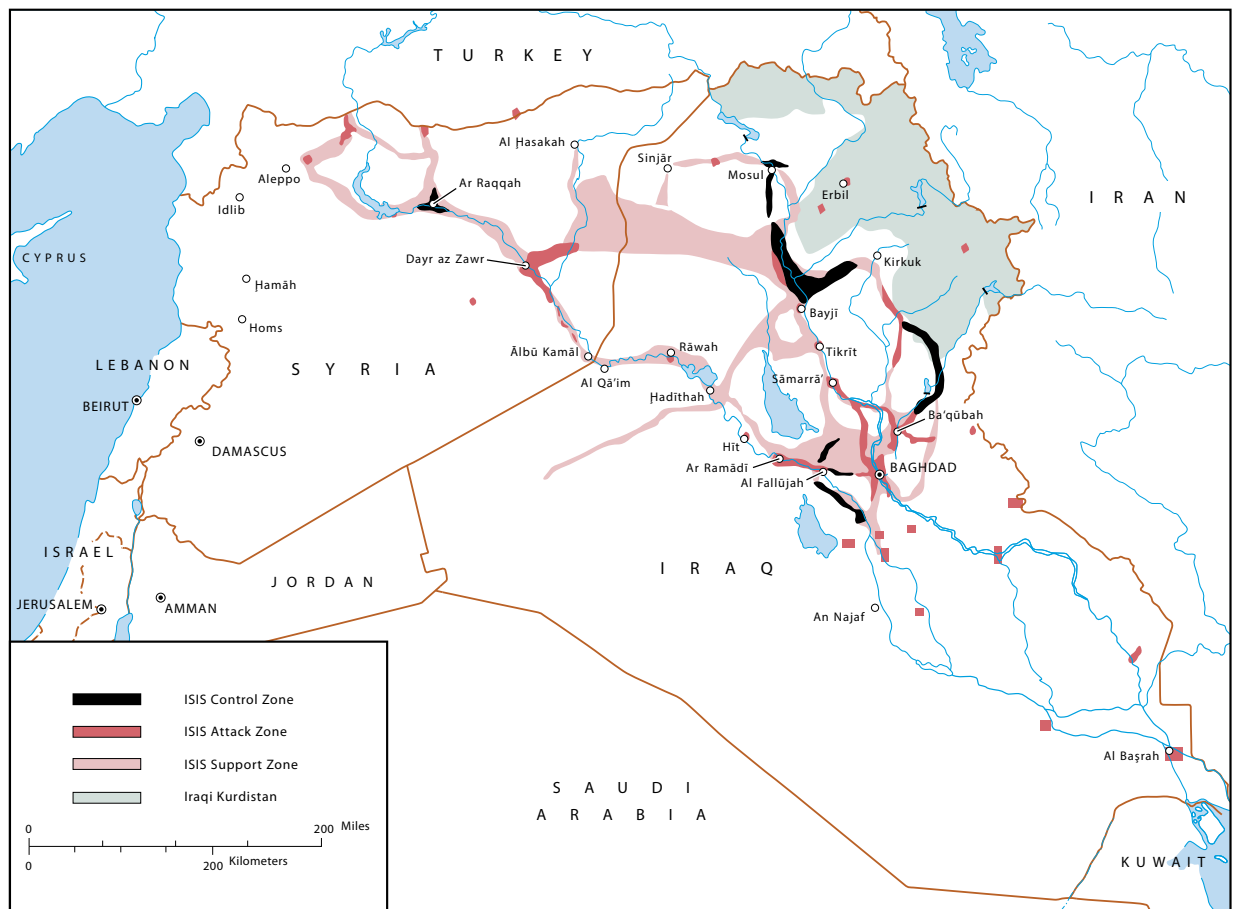 TURKEY
Al Ḩasakah
Sinjār
Mosul
Erbil
IRAN
Aleppo
Ar Raqqah
Idlib
CYPRUS
Dayr az Zawr
Kirkuk
Ḩamāh
Homs
Bayjī
LEBANON
SYRIA
Ālbū Kamāl
Rāwah
Tikrīt
Al Qā'im
Sāmarrā'
BEIRUT
Ḩadīthah
Ba'qūbah
DAMASCUS
Hīt
Ar Ramādī
BAGHDAD
Al Fallūjah
ISRAEL
JORDAN
IRAQ
JERUSALEM
AMMAN
An Najaf
ISIS Control Zone
ISIS Attack Zone
ISIS Support Zone
Iraqi Kurdistan
0
200
Miles
0
200
Kilometers
SAUDI
ARABIA
Al Başrah
KUWAIT